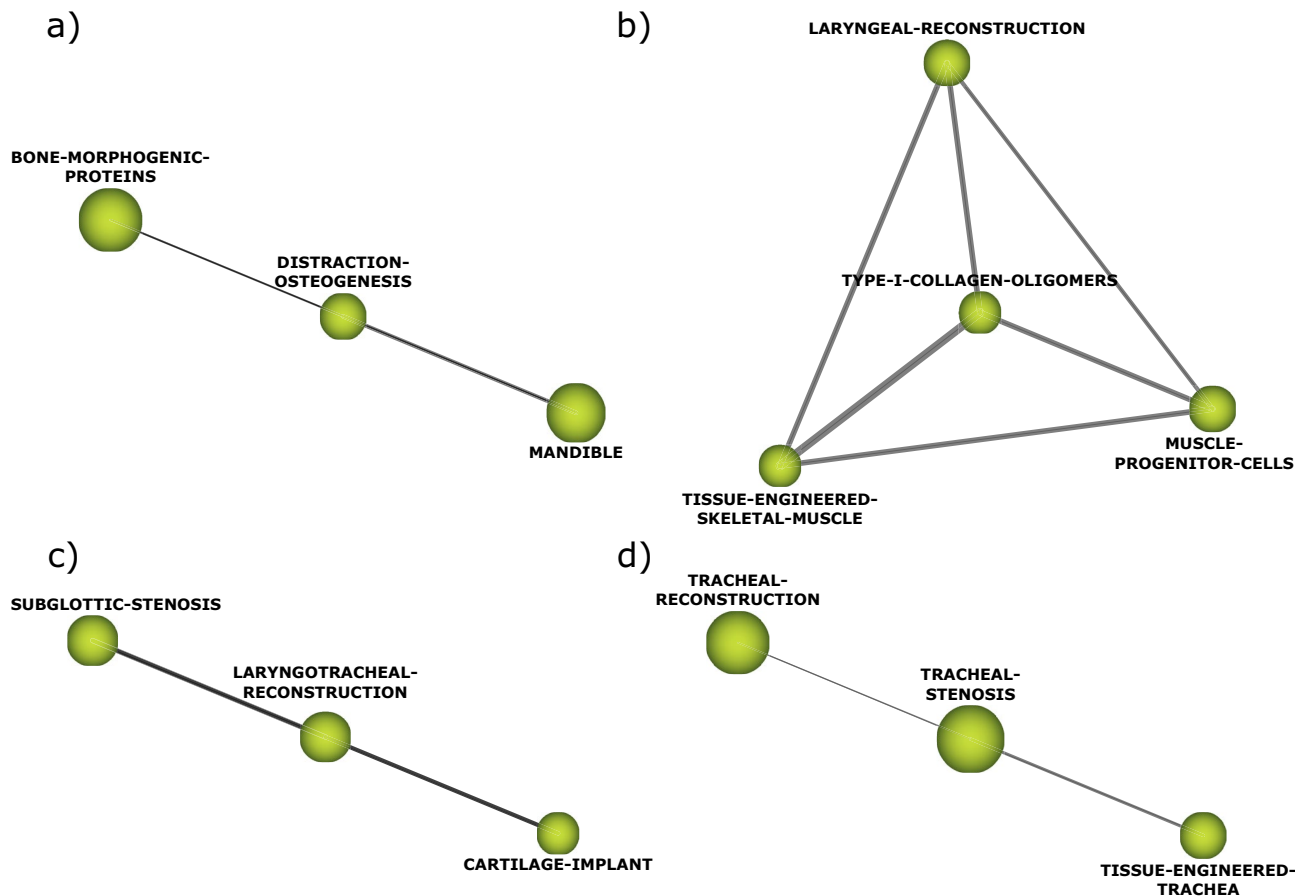 a)
BONE-MORPHOGENIC-
PROTEINS
DISTRACTION-
OSTEOGENESIS
MANDIBLE
b)
LARYNGEAL-RECONSTRUCTION
TYPE-I-COLLAGEN-OLIGOMERS
MUSCLE-
PROGENITOR-CELLS
TISSUE-ENGINEERED-
SKELETAL-MUSCLE
c)
SUBGLOTTIC-STENOSIS
LARYNGOTRACHEAL-
RECONSTRUCTION
CARTILAGE-IMPLANT
d)
TRACHEAL-
RECONSTRUCTION
TRACHEAL-
STENOSIS
TISSUE-ENGINEERED-
TRACHEA